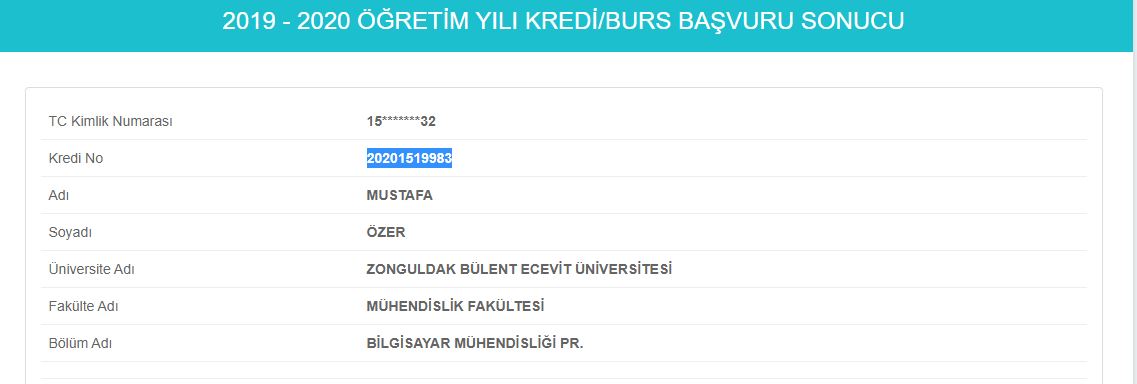 2019 - 2020 ÖĞRETİM YILI KREDİ/BURS BAŞVURU SONUCU
TC Kimlik Numarası 15*******32
Kredi No 20201519983
Adı MUSTAFA
Soyadı ÖZER
Üniversite Adı ZONGULDAK BÜLENT ECEVİT ÜNİVERSİTESİ
Fakülte Adı MÜHENDİSLİK FAKÜLTESİ
Bölüm Adı BİLGİSAYAR MÜHENDİSLİĞİ PR.